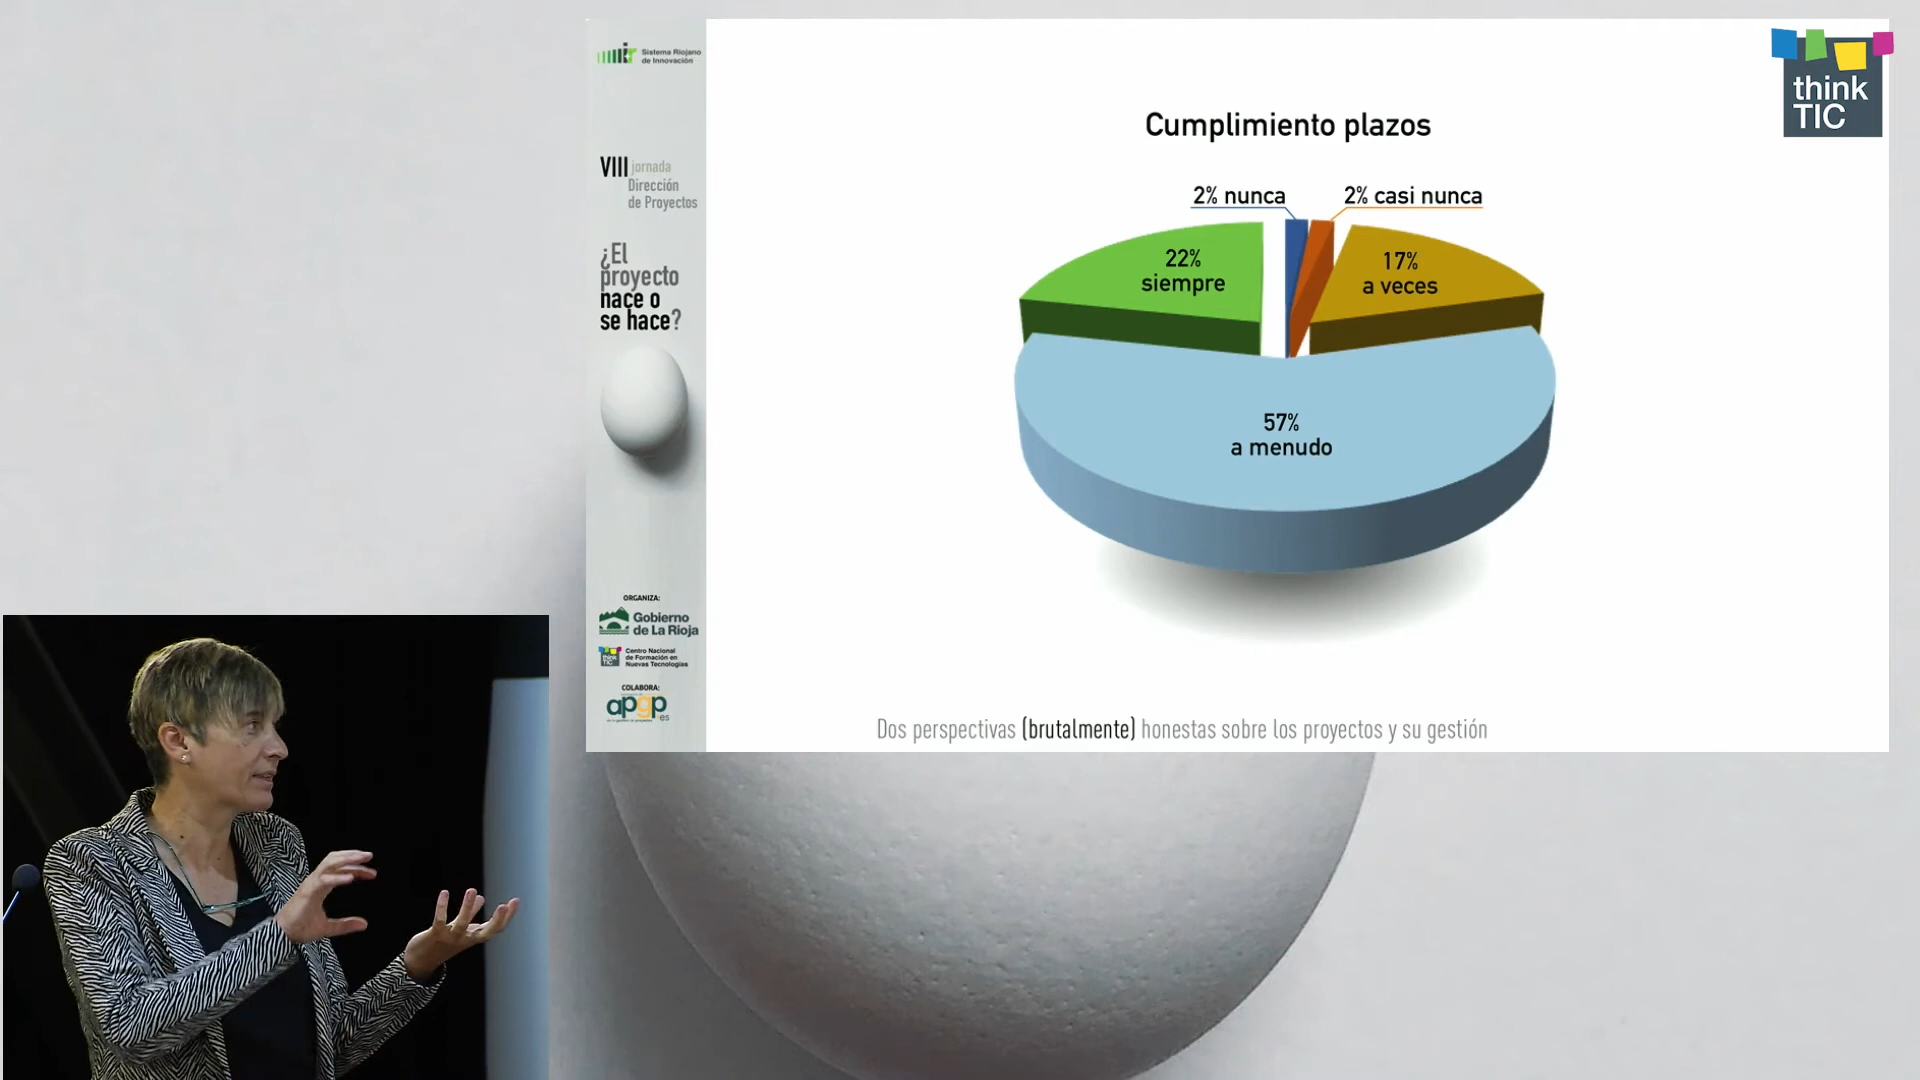 Sistema Riojano
de Innovación
VIII jornada
Dirección
de Proyectos
¿El
proyecto
nace o
se hace?
ORGANIZA:
Gobierno
de La Rioja
think
TIC
Centro Nacional
de Formación en
Nuevas Tecnologías
COLABORA:
apgp
.es
think
TIC
Cumplimiento plazos
2% nunca
2% casi nunca
22%
siempre
17%
a veces
57%
a menudo
Dos perspectivas (brutalmente) honestas sobre los proyectos y su gestión